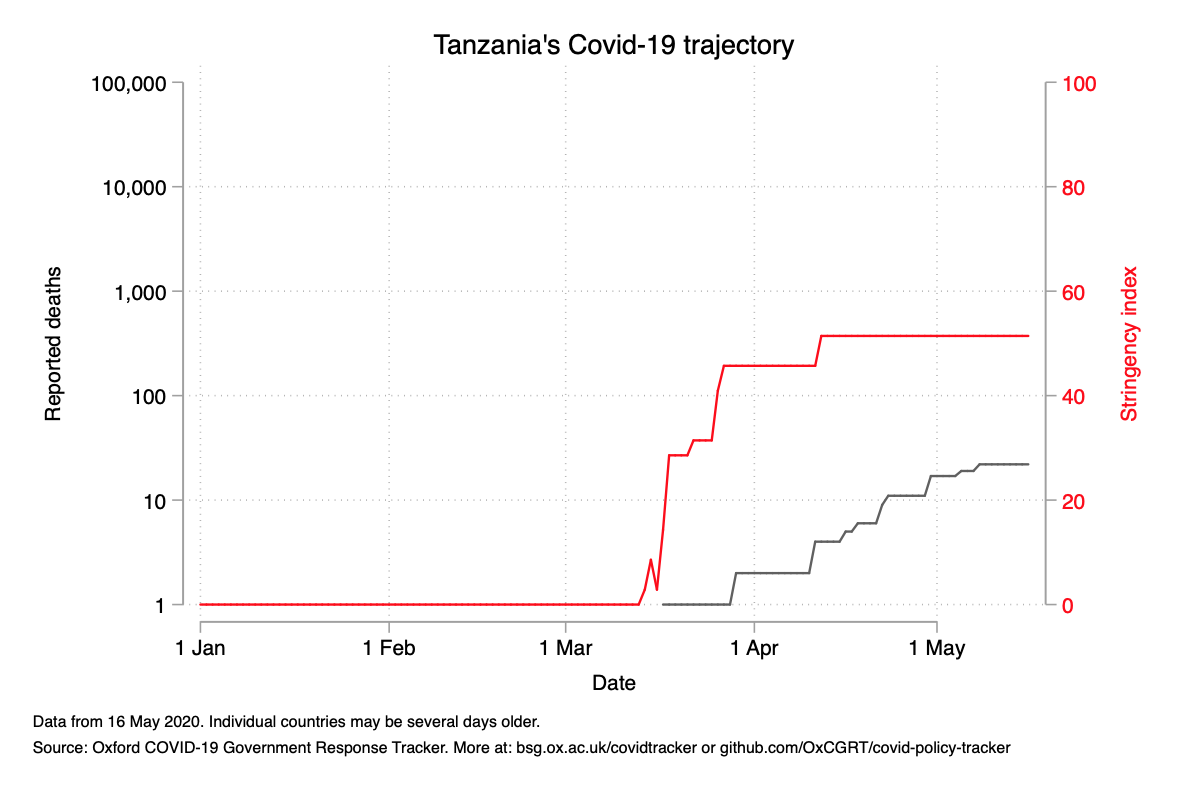 Tanzania's Covid-19 trajectory
100,000
10,000
1,000
100
10
1
Reported deaths
100
80
60
40
20
0
Stringency index
1 Jan
1 Feb
1 Mar
1 Apr
1 May
Date
Data from 16 May 2020. Individual countries may be several days older.
Source: Oxford COVID-19 Government Response Tracker. More at: bsg.ox.ac.uk/covidtracker or github.com/OxCGRT/covid-policy-tracker